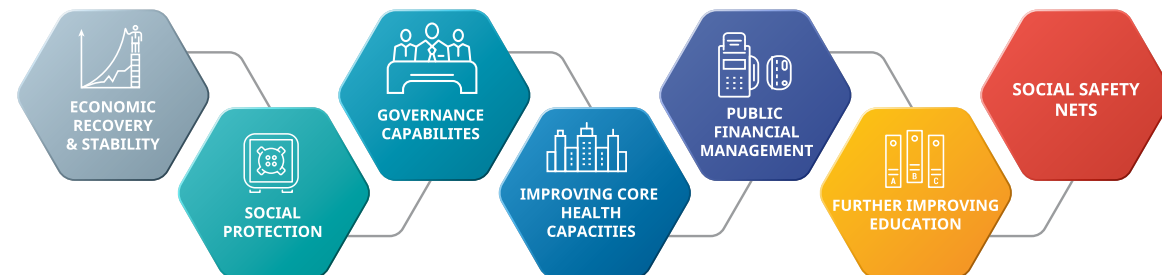 ECONOMIC
RECOVERY
& STABILITY
SOCIAL
PROTECTION
GOVERNANCE
CAPABILITES
IMPROVING CORE
HEALTH
CAPACITIES
PUBLIC
FINANCIAL
MANAGEMENT
A B C
FURTHER IMPROVING
EDUCATION
SOCIAL SAFETY
NETS